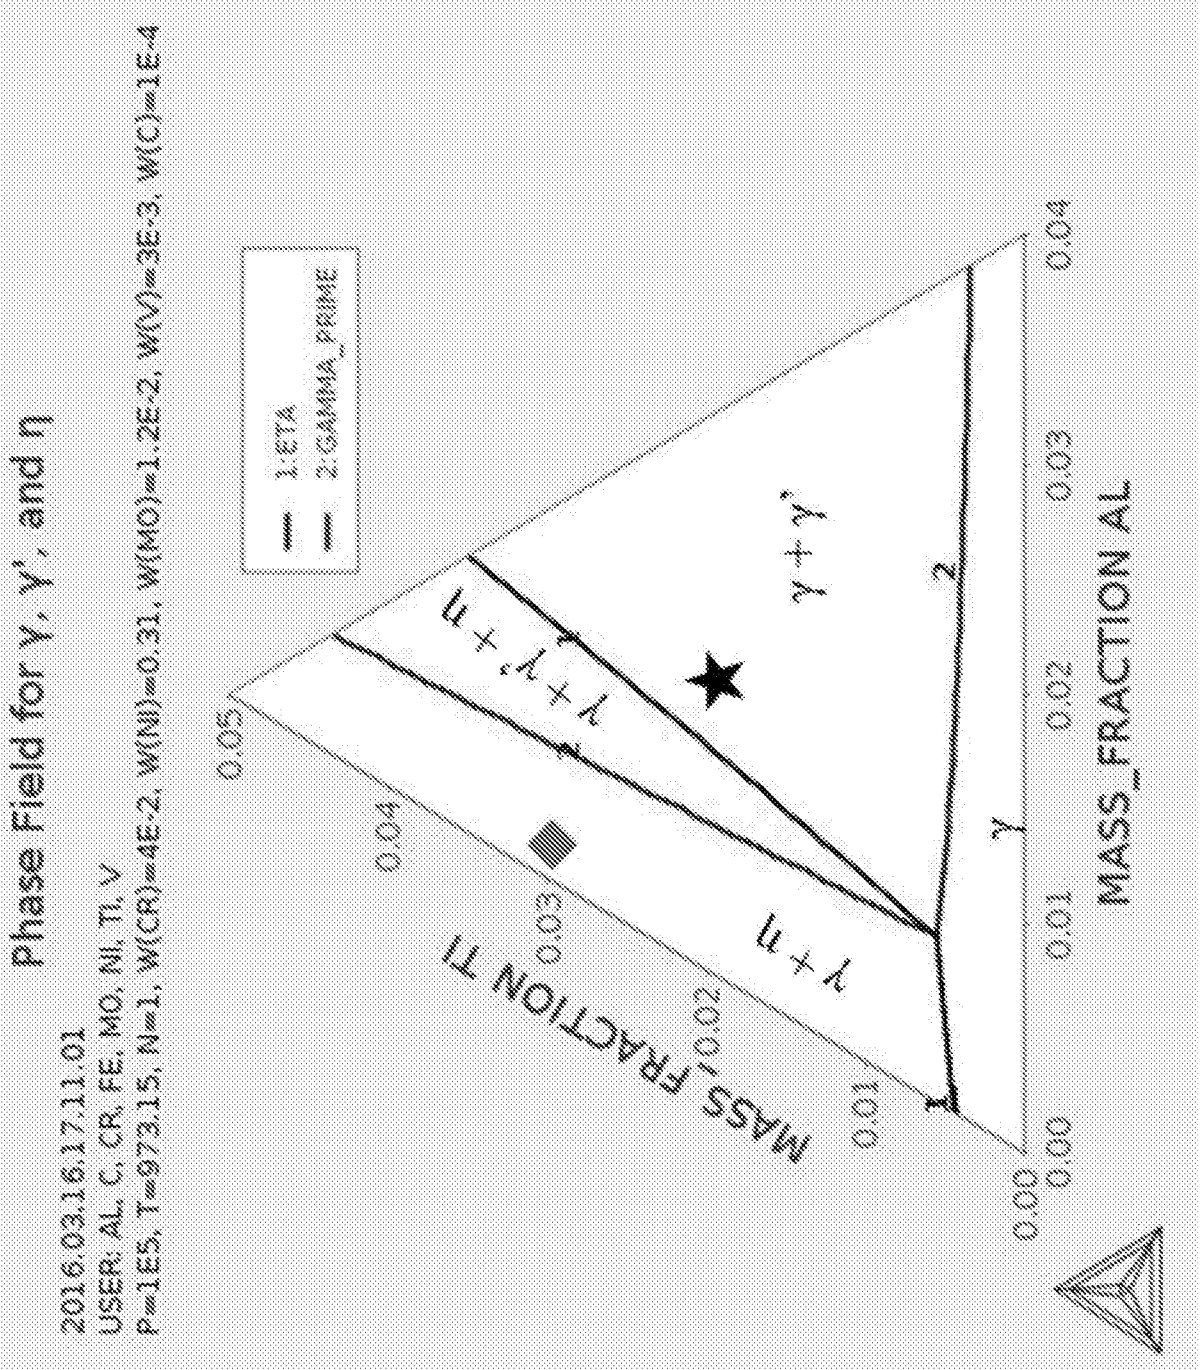 Phase Field for γ, γ', and η
2016.03.16.17.11.01
USER: AL, C, CR, FE, MO, NI, TI, V
P=1E5, T=973.15, N=1, W(CR)=4E-2, W(NI)=0.31, W(MO)=1.2E-2, W(V)=3E-3, W(C)=1E-4
1:ETA
2:GAMMA_PRIME
0.05
0.04
0.03
0.02
0.01
0.00
MASS_FRACTION TI
γ + η
γ + γ' + η
γ + γ'
γ
2
1
1
2
0.00
0.01
0.02
0.03
0.04
MASS_FRACTION AL